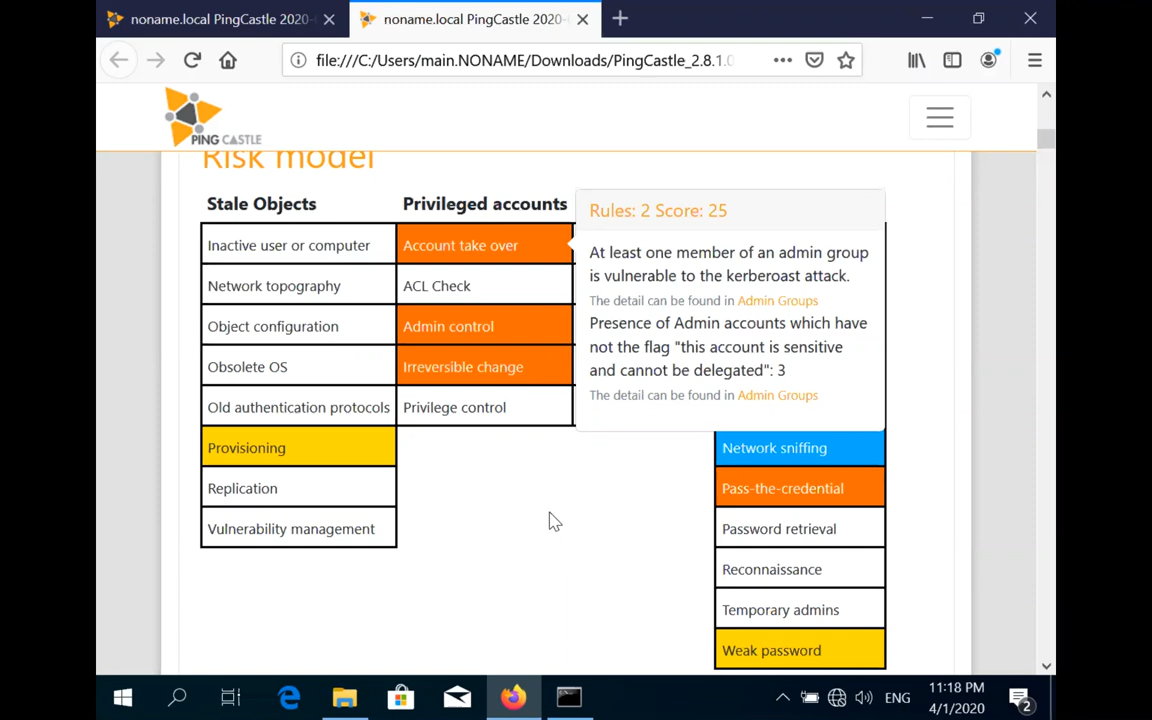 noname.local PingCastle 2020-
noname.local PingCastle 2020-
file:///C:/Users/main.NONAME/Downloads/PingCastle_2.8.1.0
PING CASTLE
Risk model
Stale Objects
Privileged accounts
Inactive user or computer
Account take over
Network topography
ACL Check
Object configuration
Admin control
Obsolete OS
Irreversible change
Old authentication protocols
Privilege control
Provisioning
Replication
Vulnerability management
Rules: 2 Score: 25
At least one member of an admin group
is vulnerable to the kerberoast attack.
The detail can be found in Admin Groups
Presence of Admin accounts which have
not the flag "this account is sensitive
and cannot be delegated": 3
The detail can be found in Admin Groups
Network sniffing
Pass-the-credential
Password retrieval
Reconnaissance
Temporary admins
Weak password
ENG
11:18 PM
4/1/2020
2